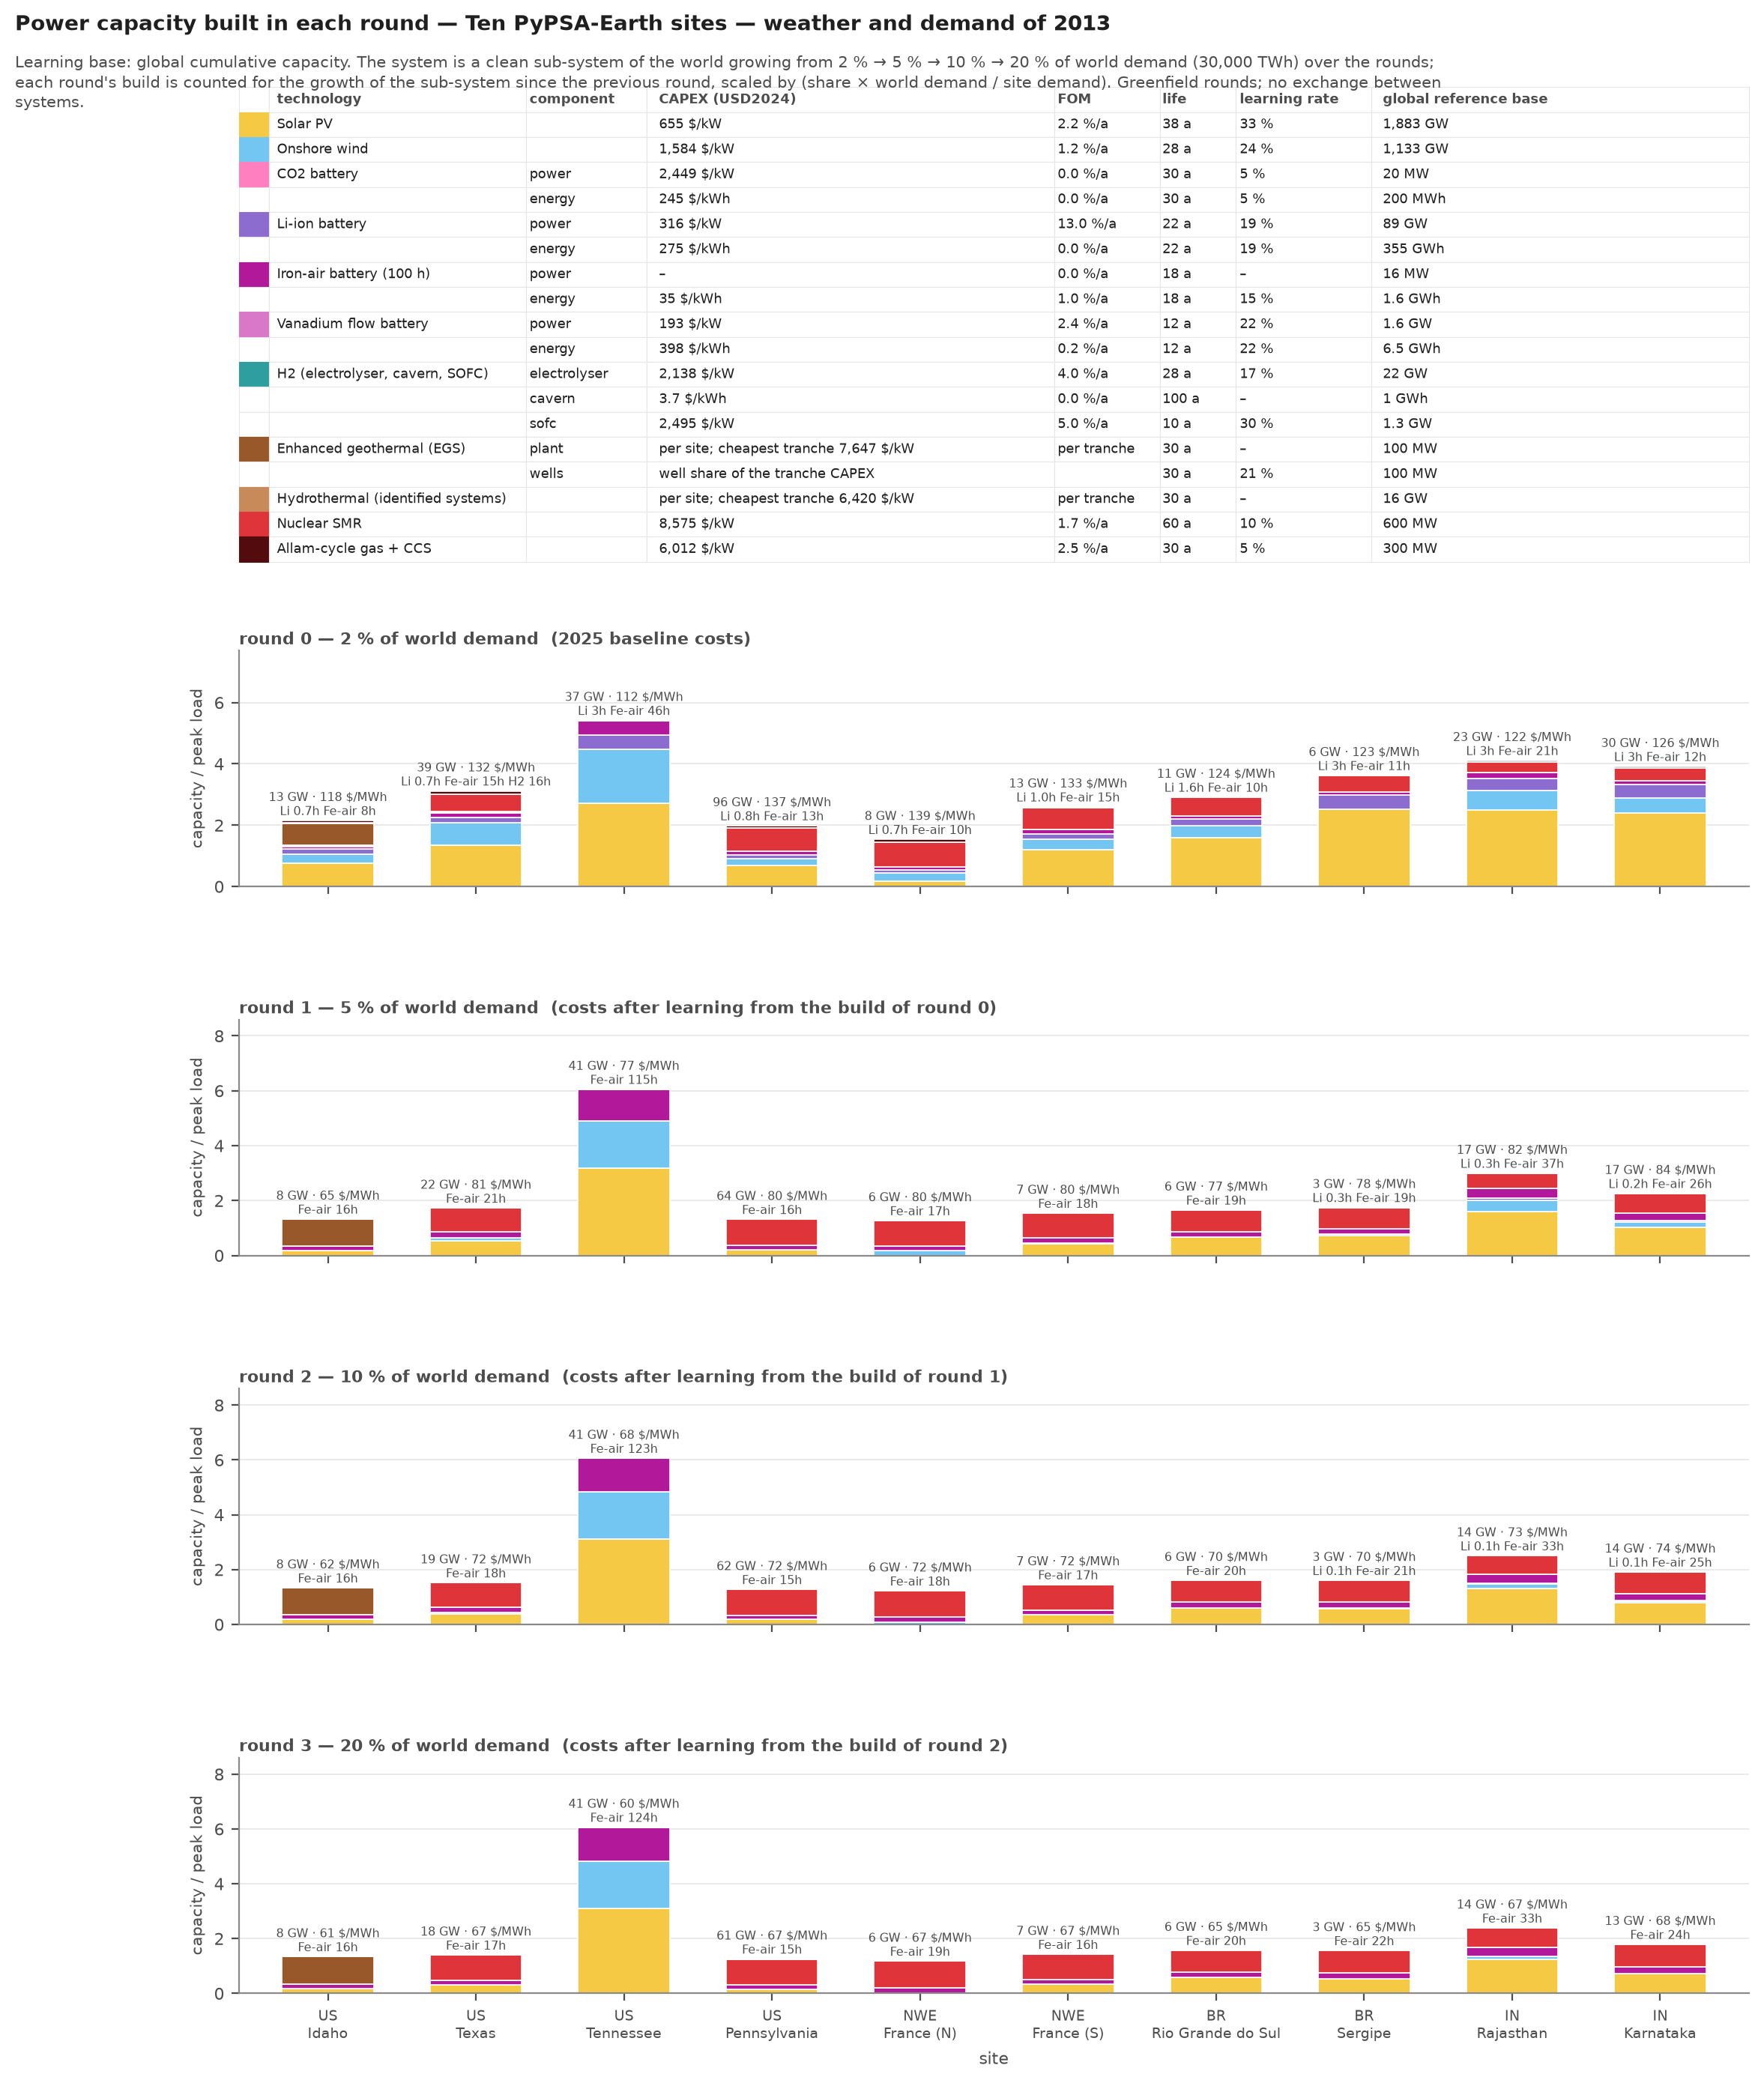 Power capacity built in each round — Ten PyPSA-Earth sites — weather and demand of 2013
Learning base: global cumulative capacity. The system is a clean sub-system of the world growing from 2 % → 5 % → 10 % → 20 % of world demand (30,000 TWh) over the rounds;
each round's build is counted for the growth of the sub-system since the previous round, scaled by (share × world demand / site demand). Greenfield rounds; no exchange between
systems.
technology component CAPEX (USD2024) FOM life learning rate global reference base
Solar PV 655 $/kW 2.2 %/a 38 a 33 % 1,883 GW
Onshore wind 1,584 $/kW 1.2 %/a 28 a 24 % 1,133 GW
CO2 battery power 2,449 $/kW 0.0 %/a 30 a 5 % 20 MW
energy 245 $/kWh 0.0 %/a 30 a 5 % 200 MWh
Li-ion battery power 316 $/kW 13.0 %/a 22 a 19 % 89 GW
energy 275 $/kWh 0.0 %/a 22 a 19 % 355 GWh
Iron-air battery (100 h) power – 0.0 %/a 18 a – 16 MW
energy 35 $/kWh 1.0 %/a 18 a 15 % 1.6 GWh
Vanadium flow battery power 193 $/kW 2.4 %/a 12 a 22 % 1.6 GW
energy 398 $/kWh 0.2 %/a 12 a 22 % 6.5 GWh
H2 (electrolyser, cavern, SOFC) electrolyser 2,138 $/kW 4.0 %/a 28 a 17 % 22 GW
cavern 3.7 $/kWh 0.0 %/a 100 a – 1 GWh
sofc 2,495 $/kW 5.0 %/a 10 a 30 % 1.3 GW
Enhanced geothermal (EGS) plant per site; cheapest tranche 7,647 $/kW per tranche 30 a – 100 MW
wells well share of the tranche CAPEX 30 a 21 % 100 MW
Hydrothermal (identified systems) per site; cheapest tranche 6,420 $/kW per tranche 30 a – 16 GW
Nuclear SMR 8,575 $/kW 1.7 %/a 60 a 10 % 600 MW
Allam-cycle gas + CCS 6,012 $/kW 2.5 %/a 30 a 5 % 300 MW
round 0 — 2 % of world demand (2025 baseline costs)
capacity / peak load
6
4
2
0
13 GW · 118 $/MWh
Li 0.7h Fe-air 8h
39 GW · 132 $/MWh
Li 0.7h Fe-air 15h H2 16h
37 GW · 112 $/MWh
Li 3h Fe-air 46h
96 GW · 137 $/MWh
Li 0.8h Fe-air 13h
8 GW · 139 $/MWh
Li 0.7h Fe-air 10h
13 GW · 133 $/MWh
Li 1.0h Fe-air 15h
11 GW · 124 $/MWh
Li 1.6h Fe-air 10h
6 GW · 123 $/MWh
Li 3h Fe-air 11h
23 GW · 122 $/MWh
Li 3h Fe-air 21h
30 GW · 126 $/MWh
Li 3h Fe-air 12h
round 1 — 5 % of world demand (costs after learning from the build of round 0)
capacity / peak load
8
6
4
2
0
8 GW · 65 $/MWh
Fe-air 16h
22 GW · 81 $/MWh
Fe-air 21h
41 GW · 77 $/MWh
Fe-air 115h
64 GW · 80 $/MWh
Fe-air 16h
6 GW · 80 $/MWh
Fe-air 17h
7 GW · 80 $/MWh
Fe-air 18h
6 GW · 77 $/MWh
Fe-air 19h
3 GW · 78 $/MWh
Li 0.3h Fe-air 19h
17 GW · 82 $/MWh
Li 0.3h Fe-air 37h
17 GW · 84 $/MWh
Li 0.2h Fe-air 26h
round 2 — 10 % of world demand (costs after learning from the build of round 1)
capacity / peak load
8
6
4
2
0
8 GW · 62 $/MWh
Fe-air 16h
19 GW · 72 $/MWh
Fe-air 18h
41 GW · 68 $/MWh
Fe-air 123h
62 GW · 72 $/MWh
Fe-air 15h
6 GW · 72 $/MWh
Fe-air 18h
7 GW · 72 $/MWh
Fe-air 17h
6 GW · 70 $/MWh
Fe-air 20h
3 GW · 70 $/MWh
Li 0.1h Fe-air 21h
14 GW · 73 $/MWh
Li 0.1h Fe-air 33h
14 GW · 74 $/MWh
Li 0.1h Fe-air 25h
round 3 — 20 % of world demand (costs after learning from the build of round 2)
capacity / peak load
8
6
4
2
0
8 GW · 61 $/MWh
Fe-air 16h
18 GW · 67 $/MWh
Fe-air 17h
41 GW · 60 $/MWh
Fe-air 124h
61 GW · 67 $/MWh
Fe-air 15h
6 GW · 67 $/MWh
Fe-air 19h
7 GW · 67 $/MWh
Fe-air 16h
6 GW · 65 $/MWh
Fe-air 20h
3 GW · 65 $/MWh
Fe-air 22h
14 GW · 67 $/MWh
Fe-air 33h
13 GW · 68 $/MWh
Fe-air 24h
US
Idaho
US
Texas
US
Tennessee
US
Pennsylvania
NWE
France (N)
NWE
France (S)
BR
Rio Grande do Sul
BR
Sergipe
IN
Rajasthan
IN
Karnataka
site